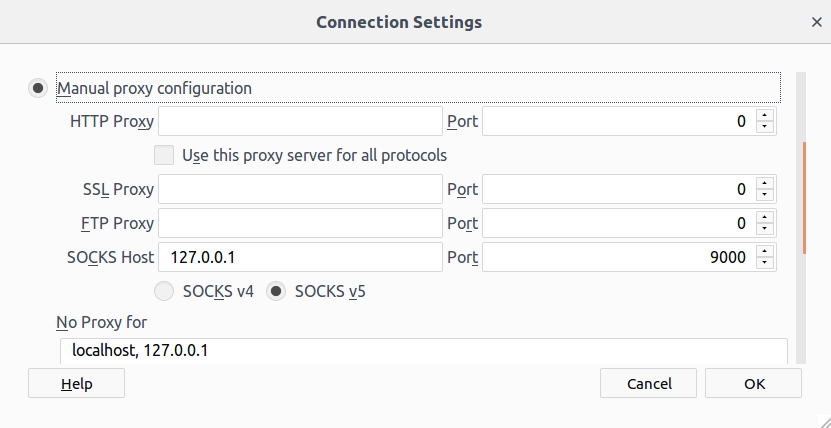 Connection Settings
Manual proxy configuration
HTTP Proxy Port 0
Use this proxy server for all protocols
SSL Proxy Port 0
FTP Proxy Port 0
SOCKS Host 127.0.0.1 Port 9000
SOCKS v4 SOCKS v5
No Proxy for
localhost, 127.0.0.1
Help Cancel OK